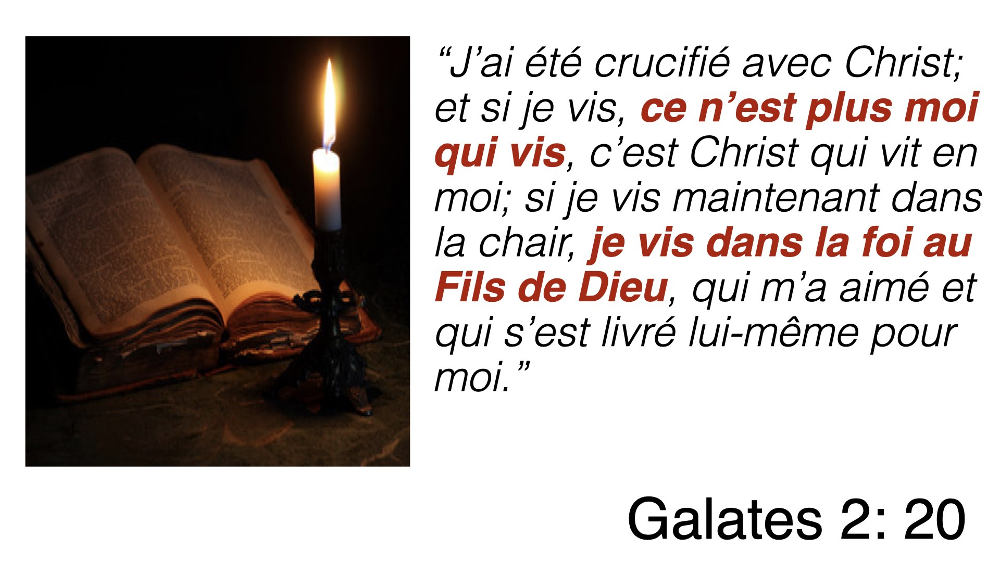 “J’ai été crucifié avec Christ;
et si je vis, ce n’est plus moi
qui vis, c’est Christ qui vit en
moi; si je vis maintenant dans
la chair, je vis dans la foi au
Fils de Dieu, qui m’a aimé et
qui s’est livré lui-même pour
moi.”
Galates 2: 20